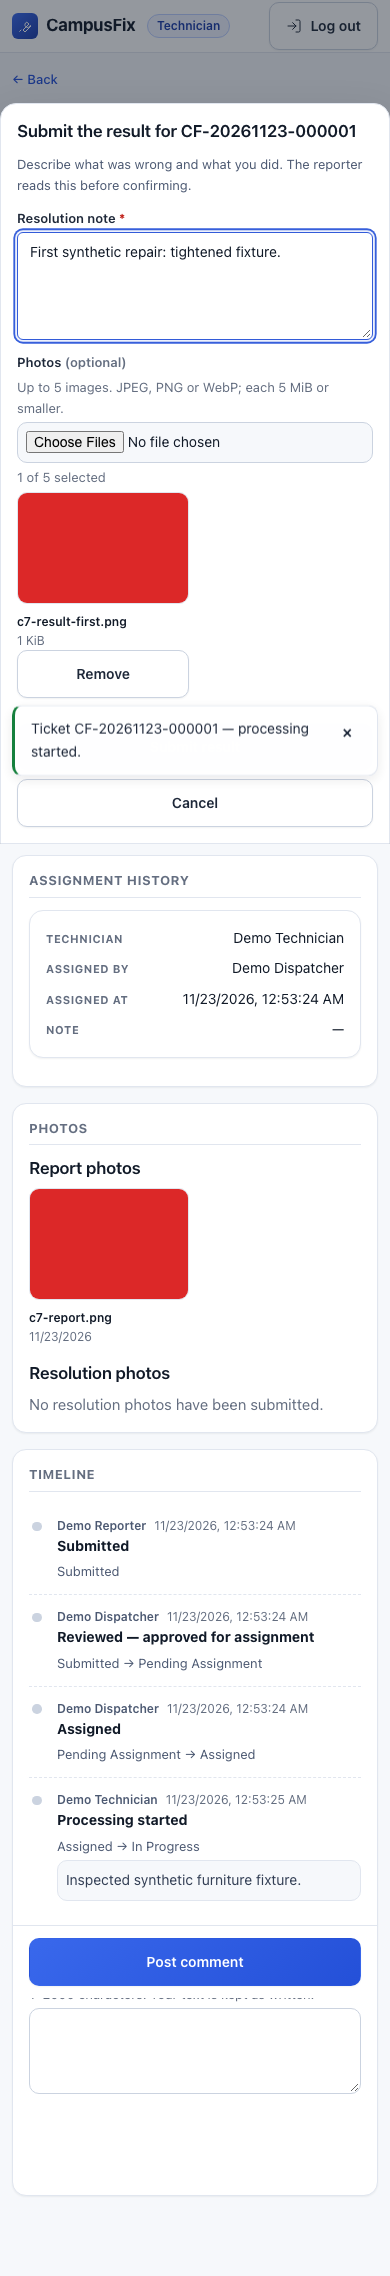 CampusFix
Technician
Log out
← Back
Submit the result for CF-20261123-000001
Describe what was wrong and what you did. The reporter
reads this before confirming.
Resolution note *
First synthetic repair: tightened fixture.
Photos (optional)
Up to 5 images. JPEG, PNG or WebP; each 5 MiB or
smaller.
Choose Files No file chosen
1 of 5 selected
c7-result-first.png
1 KiB
Remove
Ticket CF-20261123-000001 — processing
started.
×
Cancel
ASSIGNMENT HISTORY
TECHNICIAN Demo Technician
ASSIGNED BY Demo Dispatcher
ASSIGNED AT 11/23/2026, 12:53:24 AM
NOTE —
PHOTOS
Report photos
c7-report.png
11/23/2026
Resolution photos
No resolution photos have been submitted.
TIMELINE
Demo Reporter 11/23/2026, 12:53:24 AM
Submitted
Submitted
Demo Dispatcher 11/23/2026, 12:53:24 AM
Reviewed — approved for assignment
Submitted → Pending Assignment
Demo Dispatcher 11/23/2026, 12:53:24 AM
Assigned
Pending Assignment → Assigned
Demo Technician 11/23/2026, 12:53:25 AM
Processing started
Assigned → In Progress
Inspected synthetic furniture fixture.
Post comment